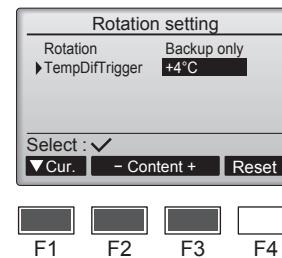 Rotation setting
Rotation Backup only
▶TempDifTrigger +4°C
Select : ✓
▼Cur. − Content + Reset
F1 F2 F3 F4